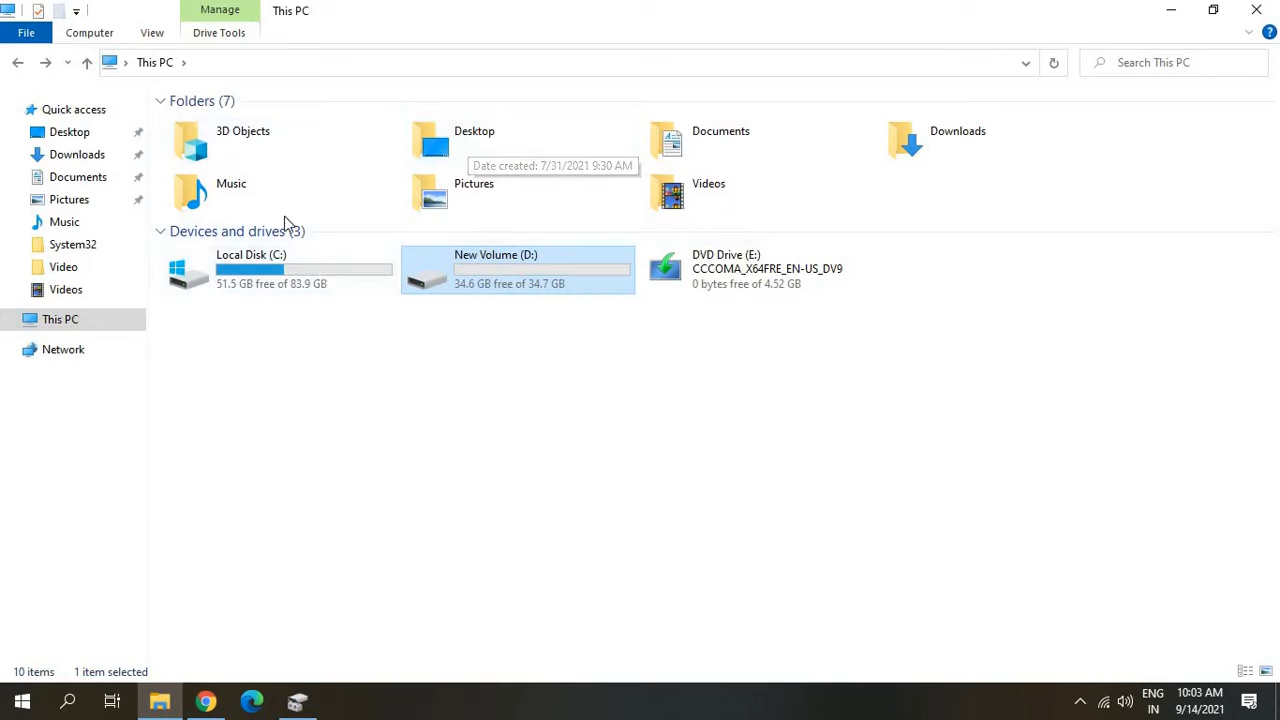 Manage
This PC
File
Computer
View
Drive Tools
This PC
Search This PC
Quick access
Desktop
Downloads
Documents
Pictures
Music
System32
Video
Videos
This PC
Network
Folders (7)
3D Objects
Desktop
Documents
Downloads
Date created: 7/31/2021 9:30 AM
Music
Pictures
Videos
Devices and drives (3)
Local Disk (C:)
51.5 GB free of 83.9 GB
New Volume (D:)
34.6 GB free of 34.7 GB
DVD Drive (E:)
CCCOMA_X64FRE_EN-US_DV9
0 bytes free of 4.52 GB
10 items
1 item selected
ENG
IN
10:03 AM
9/14/2021